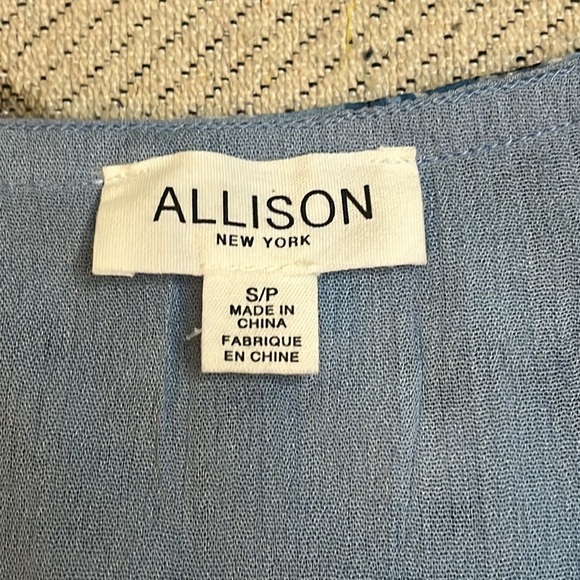 ALLISON
NEW YORK
S/P
MADE IN
CHINA
FABRIQUE
EN CHINE